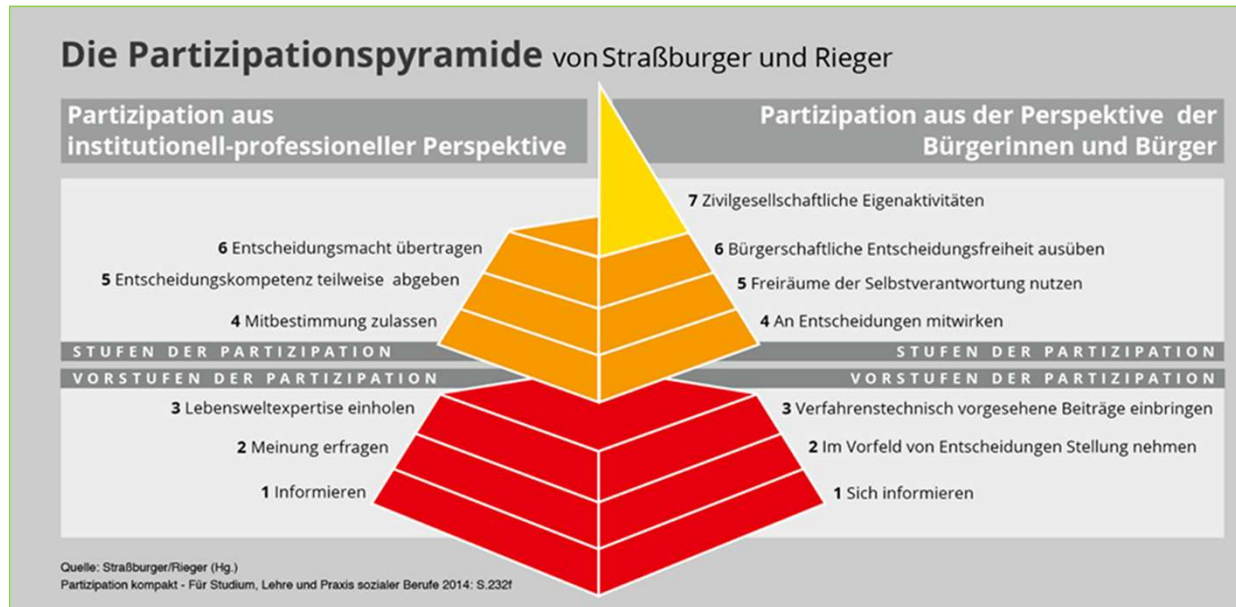 Die Partizipationspyramide von Straßburger und Rieger
Partizipation aus
institutionell-professioneller Perspektive
Partizipation aus der Perspektive der
Bürgerinnen und Bürger
7 Zivilgesellschaftliche Eigenaktivitäten
6 Entscheidungsmacht übertragen
6 Bürgerschaftliche Entscheidungsfreiheit ausüben
5 Entscheidungskompetenz teilweise abgeben
5 Freiräume der Selbstverantwortung nutzen
4 Mitbestimmung zulassen
4 An Entscheidungen mitwirken
STUFEN DER PARTIZIPATION
STUFEN DER PARTIZIPATION
VORSTUFEN DER PARTIZIPATION
VORSTUFEN DER PARTIZIPATION
3 Lebensweltexpertise einholen
3 Verfahrenstechnisch vorgesehene Beiträge einbringen
2 Meinung erfragen
2 Im Vorfeld von Entscheidungen Stellung nehmen
1 Informieren
1 Sich informieren
Quelle: Straßburger/Rieger (Hg.)
Partizipation kompakt - Für Studium, Lehre und Praxis sozialer Berufe 2014: S.232f